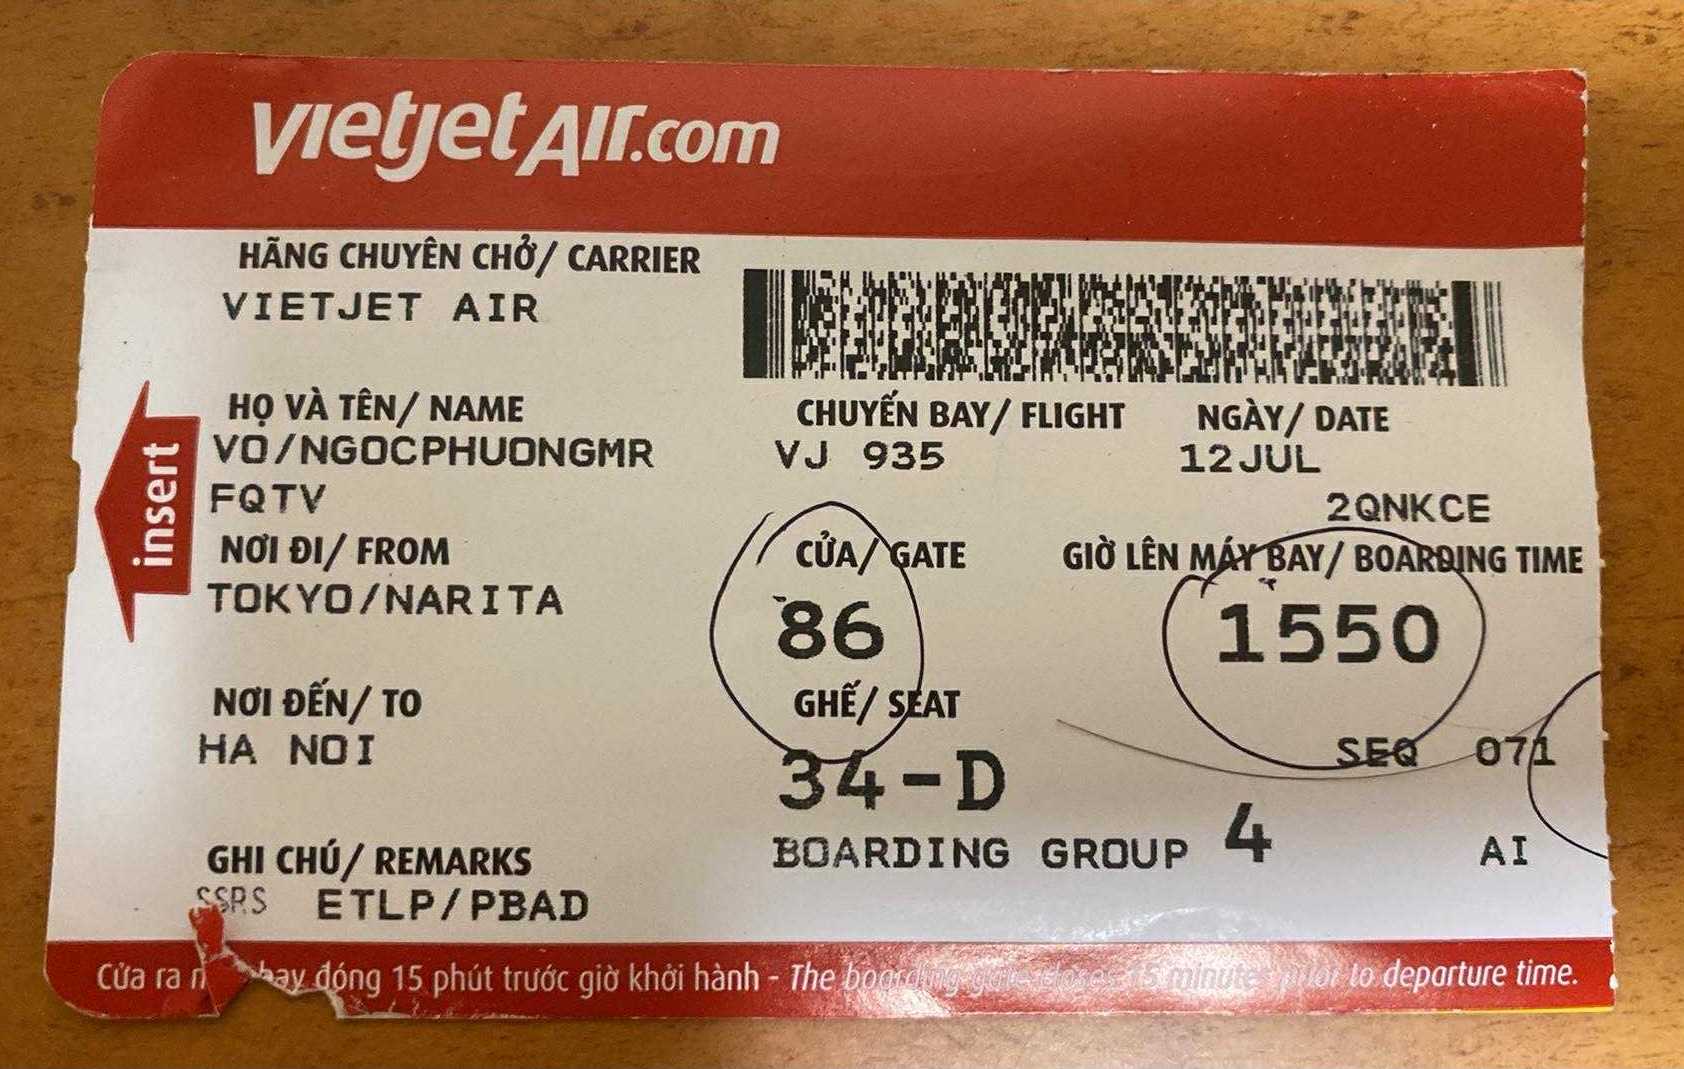 vietjetAir.com
HÃNG CHUYÊN CHỞ/ CARRIER
VIETJET AIR
HỌ VÀ TÊN/ NAME
VO/NGOCPHUONGMR
FQTV
CHUYẾN BAY/ FLIGHT
VJ 935
NGÀY/ DATE
12JUL
2QNKCE
insert
NƠI ĐI/ FROM
TOKYO/NARITA
CỬA/ GATE
86
GIỜ LÊN MÁY BAY/ BOARDING TIME
1550
NƠI ĐẾN/ TO
HA NOI
GHẾ/ SEAT
34-D
SEQ 071
BOARDING GROUP 4
AI
GHI CHÚ/ REMARKS
SSRS ETLP/PBAD
Cửa ra bay đóng 15 phút trước giờ khởi hành - The boarding gate closes 15 minutes prior to departure time.